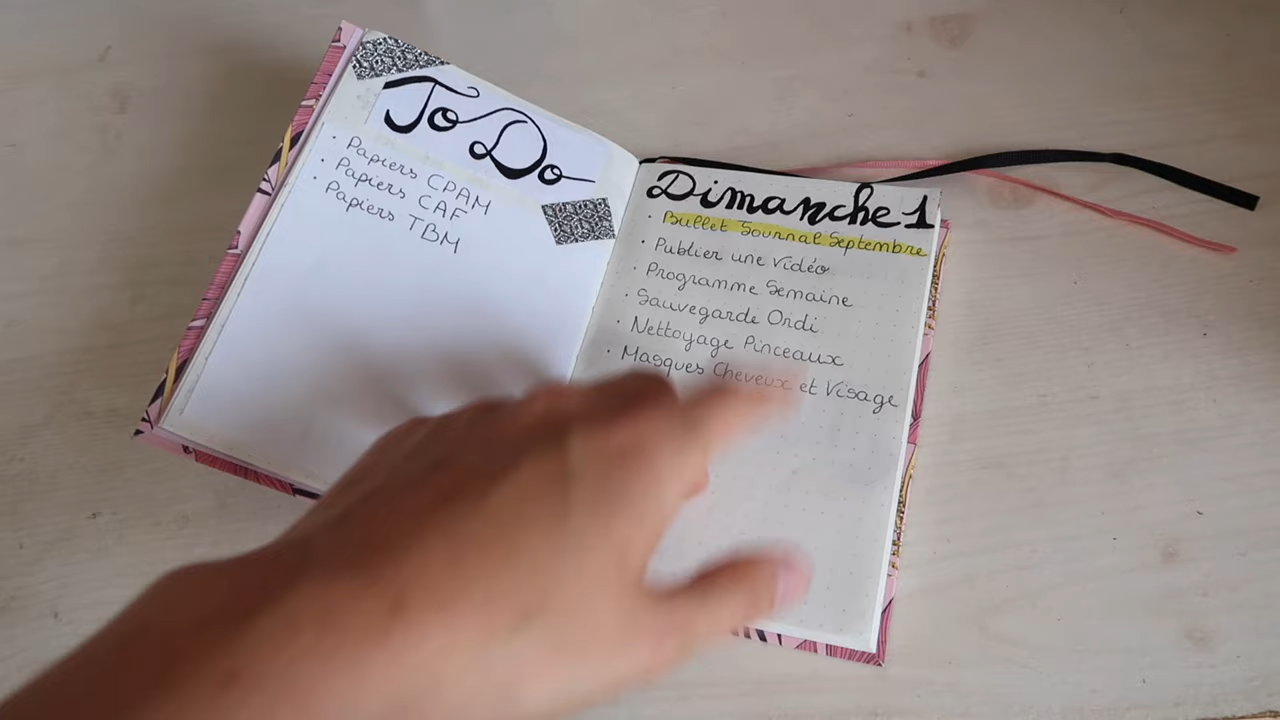 To Do
· Papiers CPAM
· Papiers CAF
· Papiers TBM
Dimanche 1
· Bullet Journal Septembre
· Publier une vidéo
· Programme Semaine
· Sauvegarde Ordi
· Nettoyage Pinceaux
· Masques Cheveux et Visage